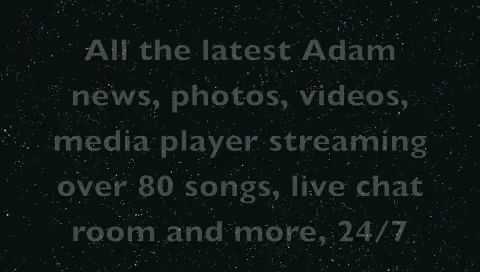 All the latest Adam
news, photos, videos,
media player streaming
over 80 songs, live chat
room and more, 24/7